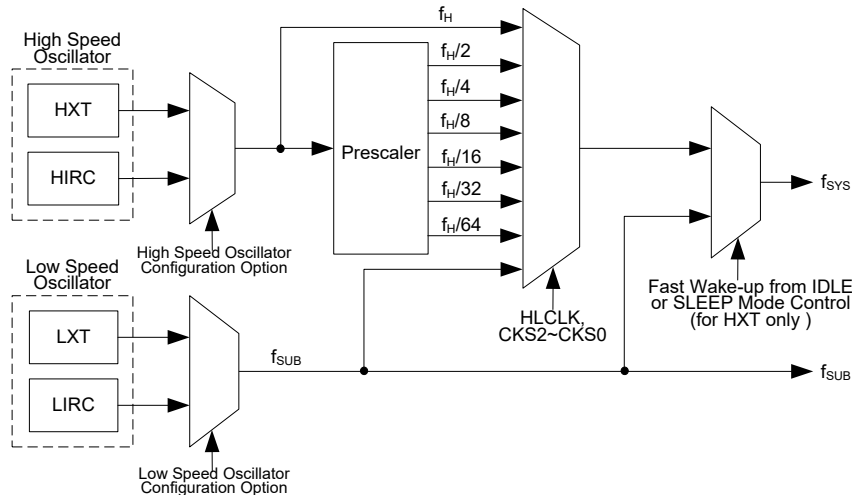 High Speed
Oscillator
HXT
HIRC
High Speed Oscillator
Configuration Option
fH
Prescaler
fH/2
fH/4
fH/8
fH/16
fH/32
fH/64
HLCLK,
CKS2~CKS0
fSYS
Fast Wake-up from IDLE
or SLEEP Mode Control
(for HXT only )
Low Speed
Oscillator
LXT
LIRC
Low Speed Oscillator
Configuration Option
fSUB
fSUB